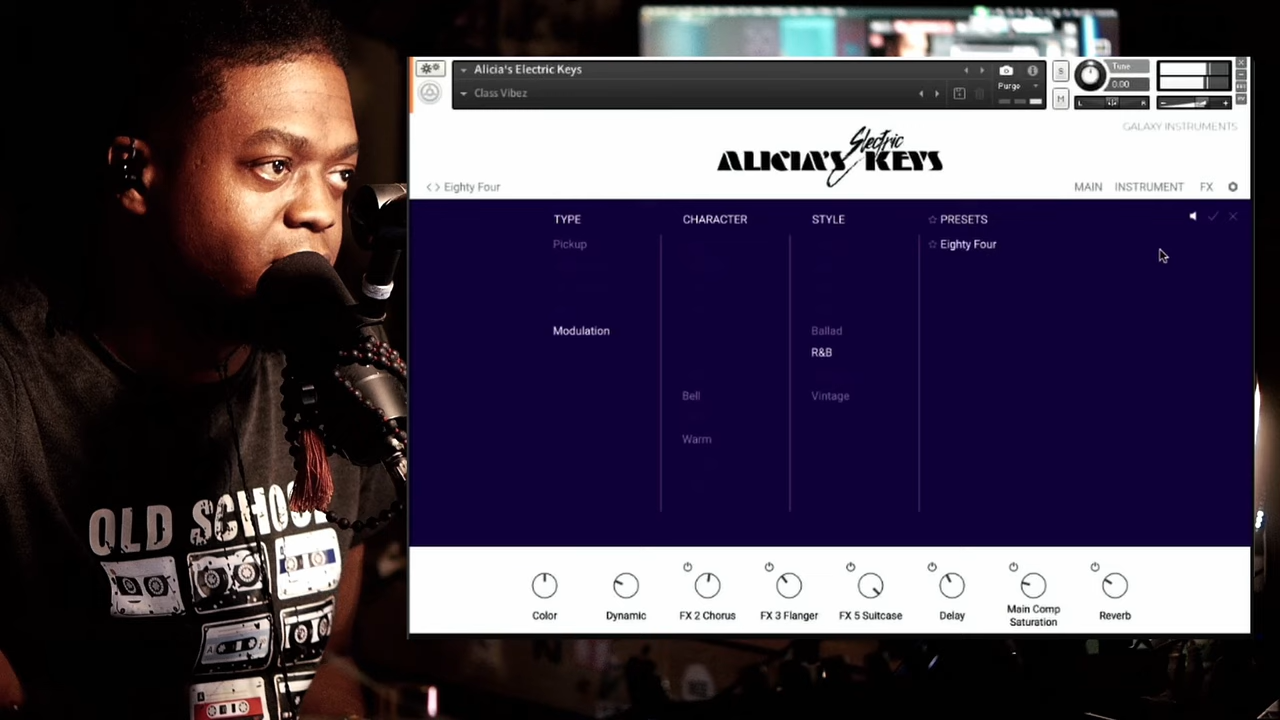 Alicia's Electric Keys
Class Vibez
Purge
S
M
Tune
0.00
L
R
GALAXY INSTRUMENTS
ALICIA'S Electric KEYS
Eighty Four
MAIN INSTRUMENT FX
TYPE CHARACTER STYLE PRESETS
Pickup Eighty Four
Modulation Ballad
R&B
Bell Vintage
Warm
Color Dynamic FX 2 Chorus FX 3 Flanger FX 5 Suitcase Delay Main Comp Saturation Reverb
OLD SCHOOL